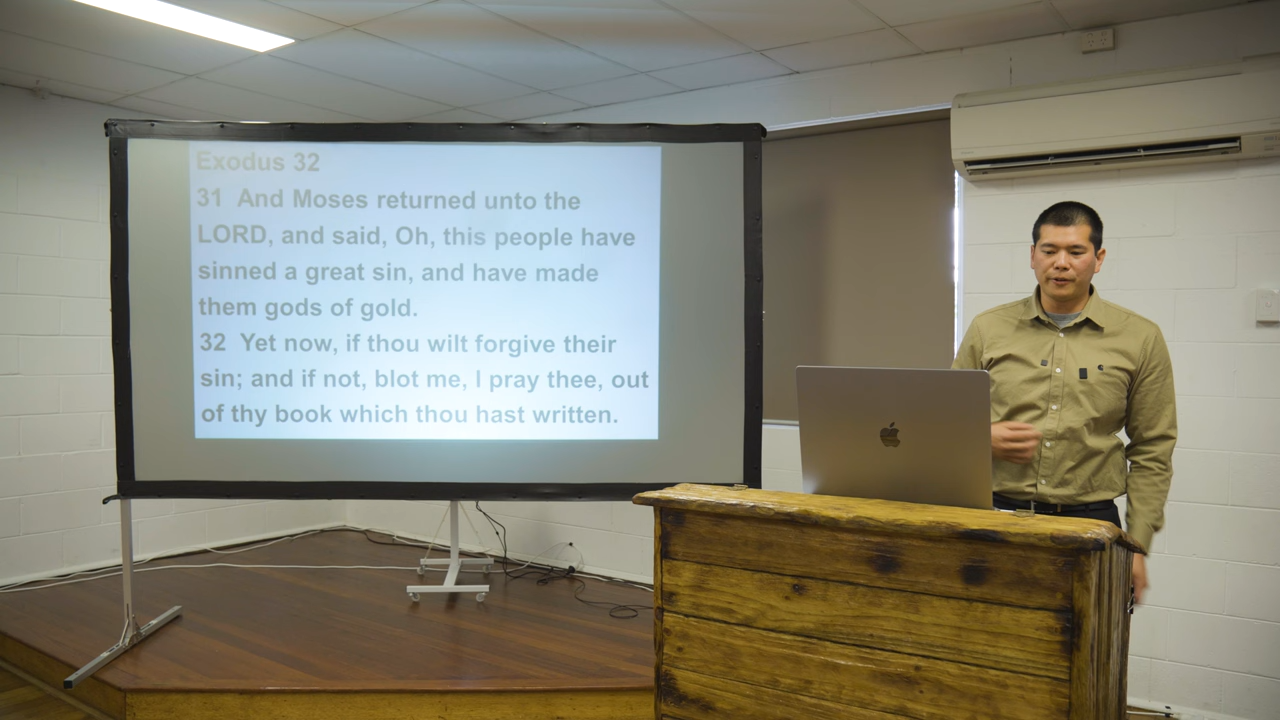 Exodus 32
31 And Moses returned unto the
LORD, and said, Oh, this people have
sinned a great sin, and have made
them gods of gold.
32 Yet now, if thou wilt forgive their
sin; and if not, blot me, I pray thee, out
of thy book which thou hast written.